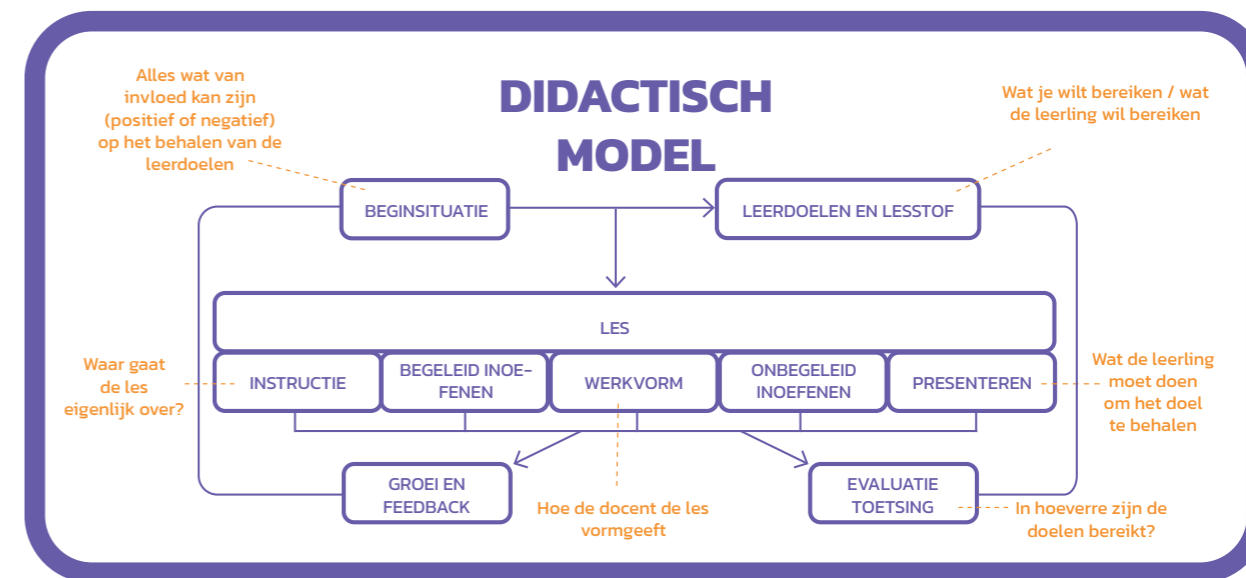 DIDACTISCH
MODEL
Alles wat van
invloed kan zijn
(positief of negatief)
op het behalen van de
leerdoelen
Wat je wilt bereiken / wat
de leerling wil bereiken
BEGINSITUATIE
LEERDOELEN EN LESSTOF
LES
Waar gaat
de les
eigenlijk over?
INSTRUCTIE
BEGELEID INOE-
FENEN
WERKVORM
ONBEGELEID
INOEFENEN
PRESENTEREN
Wat de leerling
moet doen
om het doel
te behalen
GROEI EN
FEEDBACK
Hoe de docent de les
vormgeeft
EVALUATIE
TOETSING
In hoeverre zijn de
doelen bereikt?